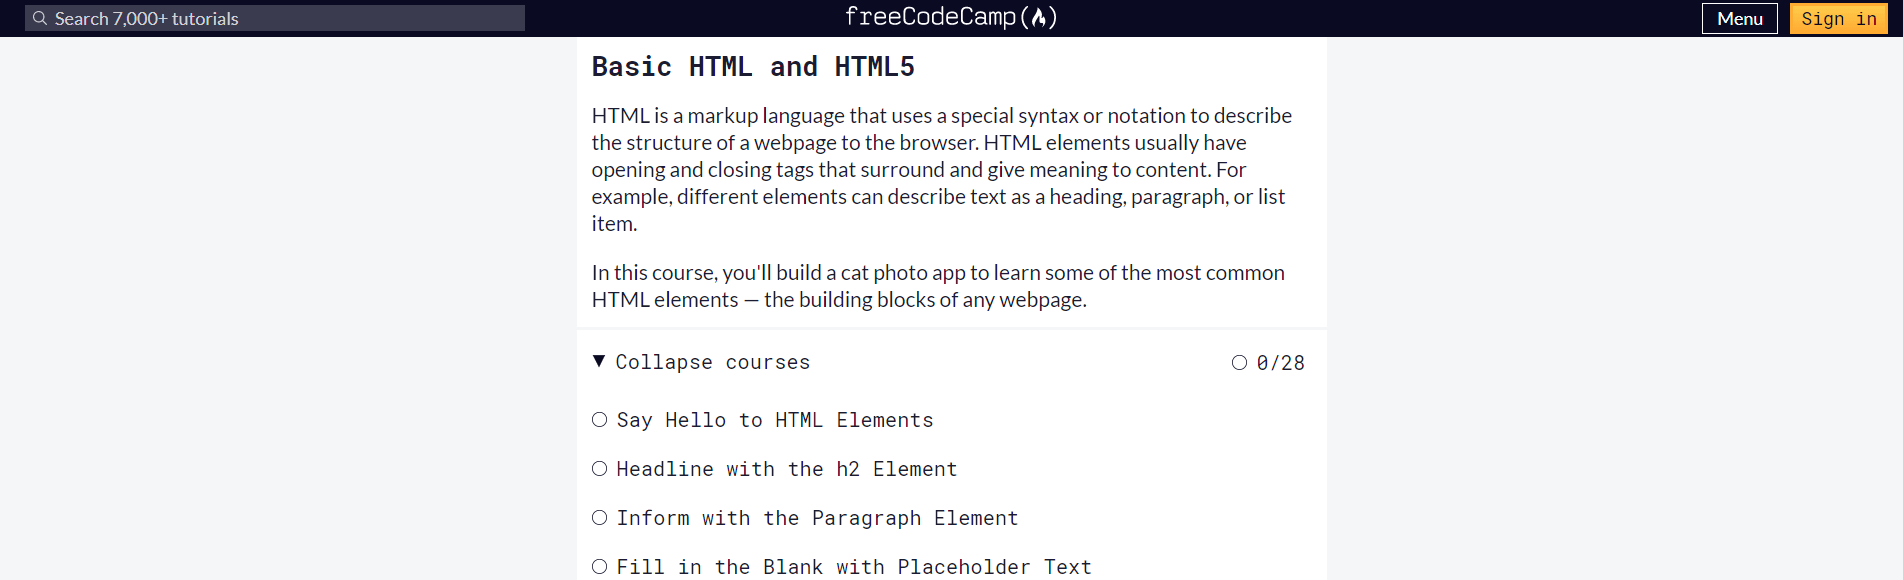 Search 7,000+ tutorials
freeCodeCamp
Menu
Sign in
Basic HTML and HTML5
HTML is a markup language that uses a special syntax or notation to describe
the structure of a webpage to the browser. HTML elements usually have
opening and closing tags that surround and give meaning to content. For
example, different elements can describe text as a heading, paragraph, or list
item.
In this course, you'll build a cat photo app to learn some of the most common
HTML elements — the building blocks of any webpage.
Collapse courses
0/28
Say Hello to HTML Elements
Headline with the h2 Element
Inform with the Paragraph Element
Fill in the Blank with Placeholder Text